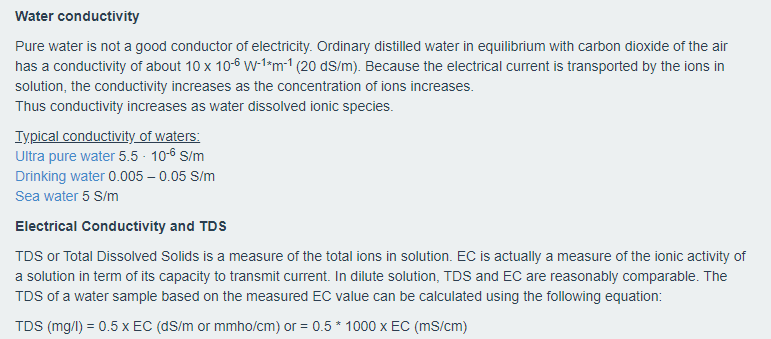 Water conductivity
Pure water is not a good conductor of electricity. Ordinary distilled water in equilibrium with carbon dioxide of the air
has a conductivity of about 10 x 10⁻⁶ W⁻¹*m⁻¹ (20 dS/m). Because the electrical current is transported by the ions in
solution, the conductivity increases as the concentration of ions increases.
Thus conductivity increases as water dissolved ionic species.
Typical conductivity of waters:
Ultra pure water 5.5 · 10⁻⁶ S/m
Drinking water 0.005 – 0.05 S/m
Sea water 5 S/m
Electrical Conductivity and TDS
TDS or Total Dissolved Solids is a measure of the total ions in solution. EC is actually a measure of the ionic activity of
a solution in term of its capacity to transmit current. In dilute solution, TDS and EC are reasonably comparable. The
TDS of a water sample based on the measured EC value can be calculated using the following equation:
TDS (mg/l) = 0.5 x EC (dS/m or mmho/cm) or = 0.5 * 1000 x EC (mS/cm)